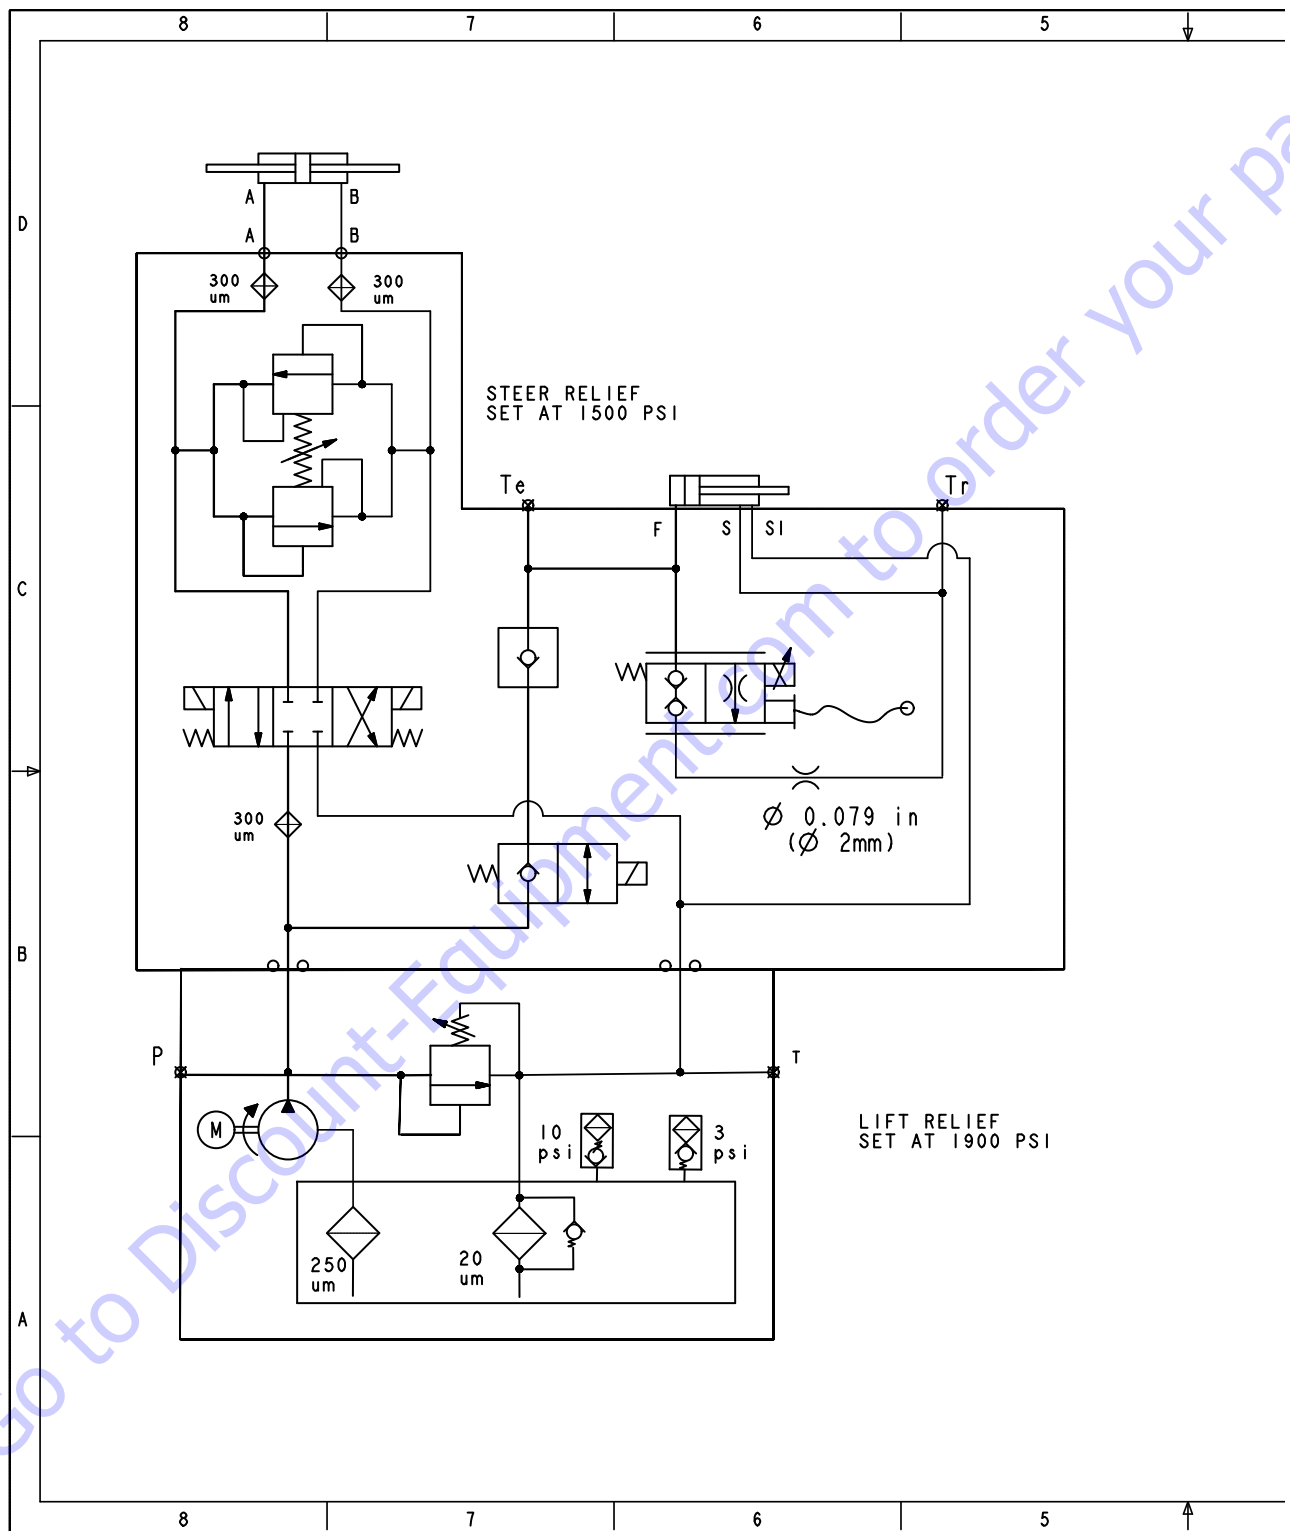 8 7 6 5
D
C
B
A
A B
A B
300
um
300
um
STEER RELIEF
SET AT 1500 PSI
Te
Tr
F S SI
300
um
Ø 0.079 in
(Ø 2mm)
P
T
M
10
psi
3
psi
LIFT RELIEF
SET AT 1900 PSI
250
um
20
um
8 7 6 5
Go to Discount-Equipment.com to order your pa